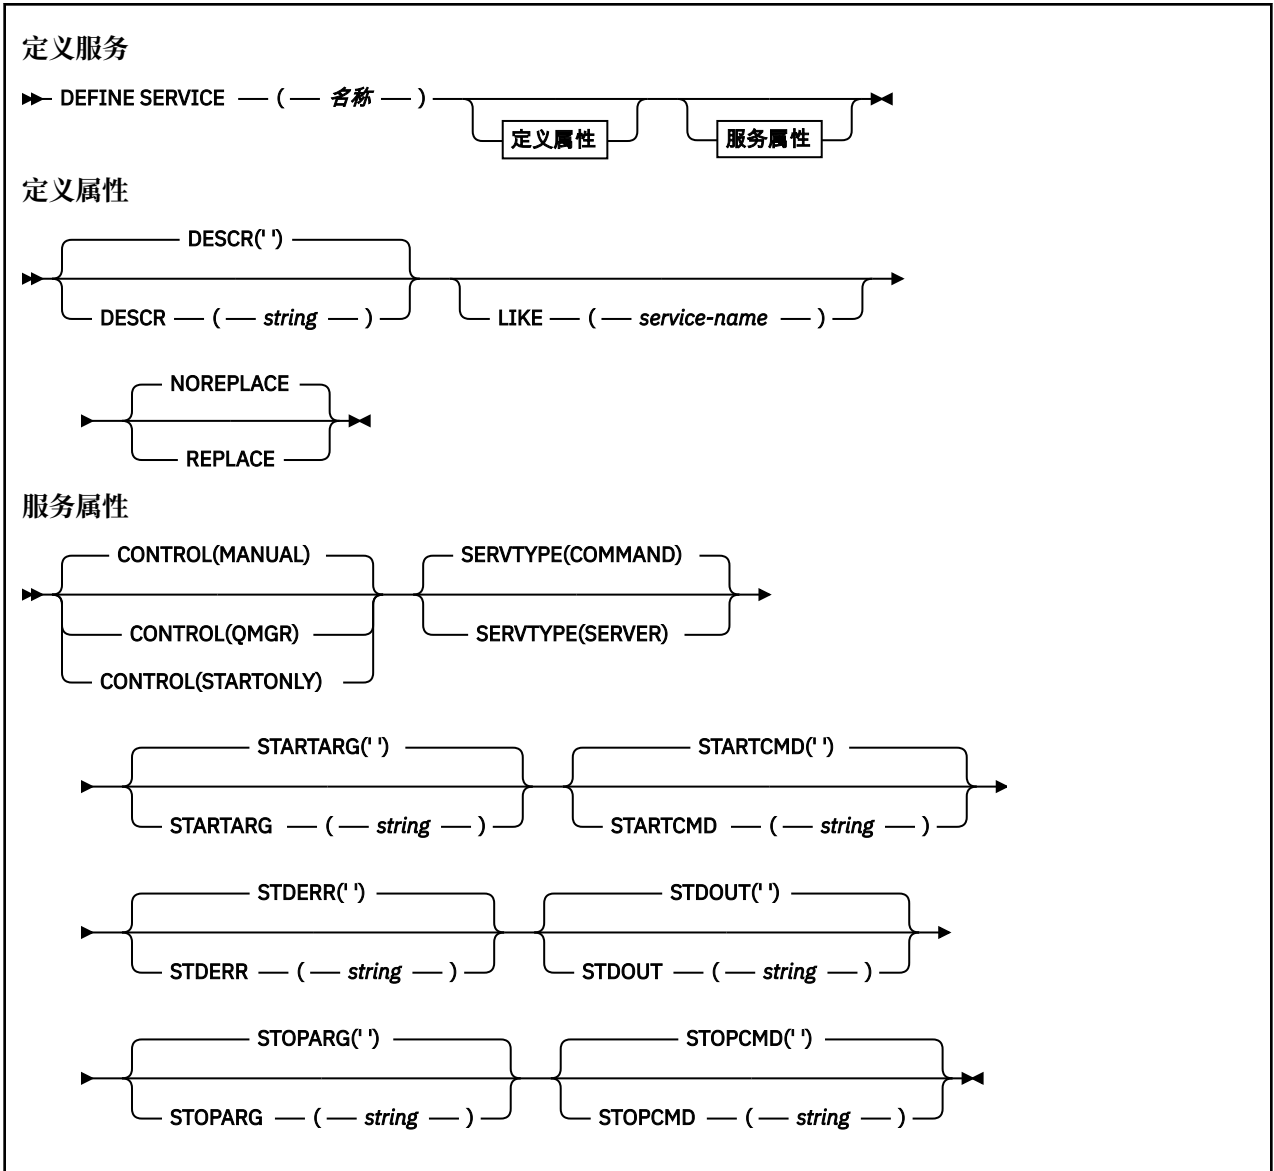 定义服务
DEFINE SERVICE ( 名称 )
定义属性 服务属性
定义属性
DESCR(' ')
DESCR ( string ) LIKE ( service-name )
NOREPLACE
REPLACE
服务属性
CONTROL(MANUAL) SERVTYPE(COMMAND)
CONTROL(QMGR) SERVTYPE(SERVER)
CONTROL(STARTONLY)
STARTARG(' ') STARTCMD(' ')
STARTARG ( string ) STARTCMD ( string )
STDERR(' ') STDOUT(' ')
STDERR ( string ) STDOUT ( string )
STOPARG(' ') STOPCMD(' ')
STOPARG ( string ) STOPCMD ( string )